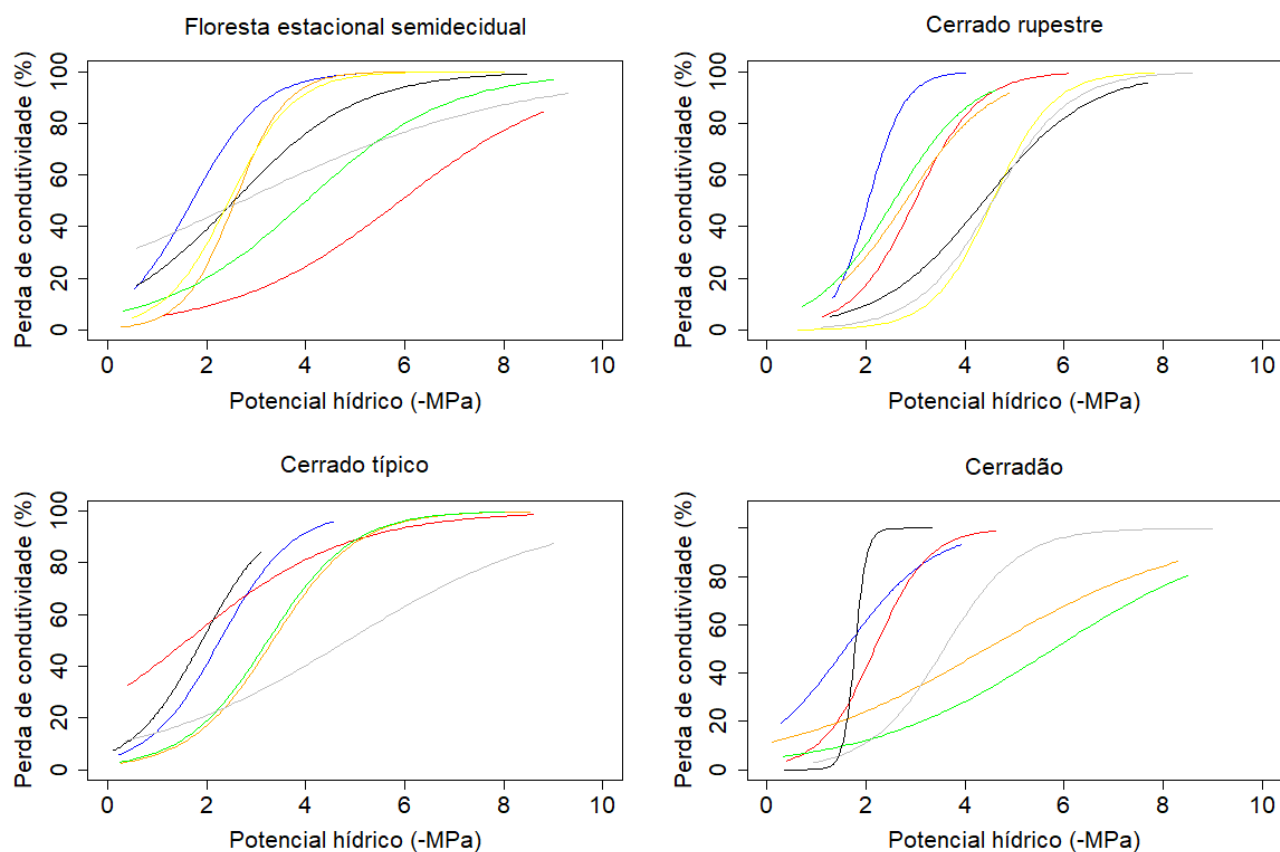 Floresta estacional semidecidual
Perda de condutividade (%)
0 20 40 60 80 100
0 2 4 6 8 10
Potencial hídrico (-MPa)
Cerrado rupestre
Perda de condutividade (%)
0 20 40 60 80 100
0 2 4 6 8 10
Potencial hídrico (-MPa)
Cerrado típico
Perda de condutividade (%)
0 20 40 60 80 100
0 2 4 6 8 10
Potencial hídrico (-MPa)
Cerradão
Perda de condutividade (%)
0 20 40 60 80
0 2 4 6 8 10
Potencial hídrico (-MPa)